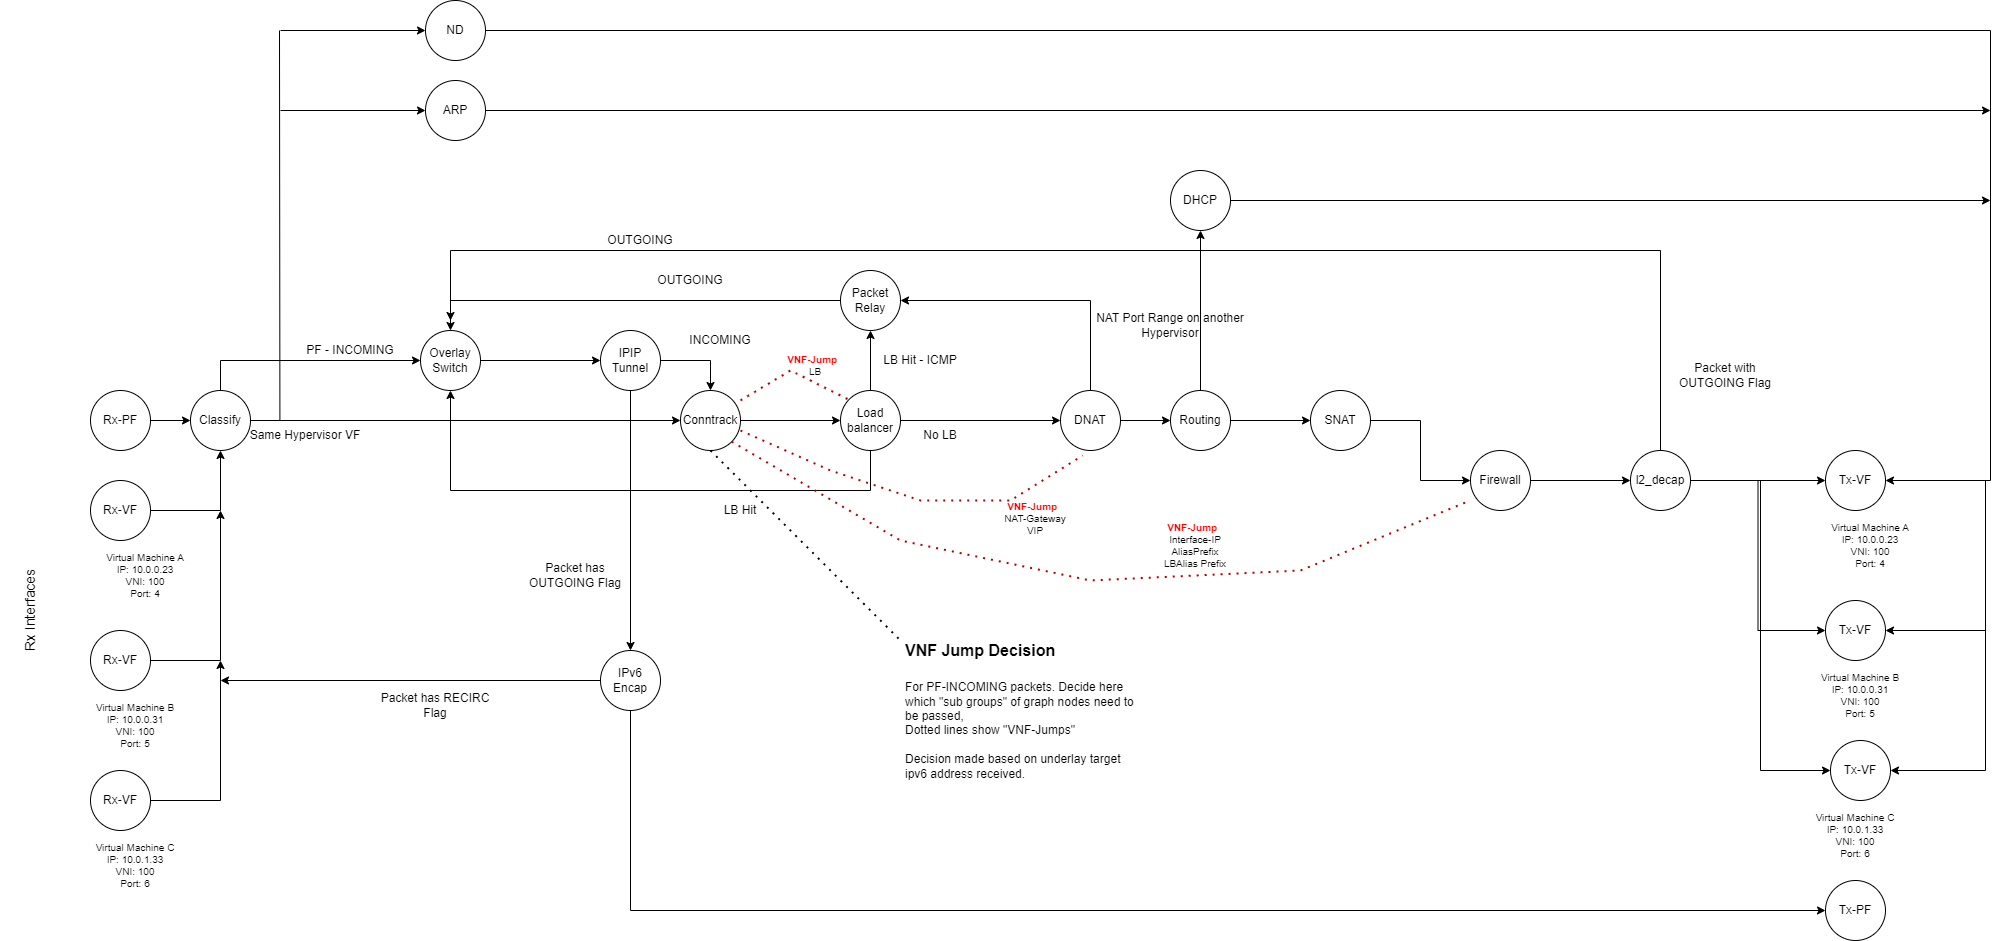 ND
ARP
DHCP
OUTGOING
OUTGOING
Packet
Relay
NAT Port Range on another
Hypervisor
INCOMING
PF - INCOMING
Overlay
Switch
IPIP
Tunnel
VNF-Jump
LB
LB Hit - ICMP
Packet with
OUTGOING Flag
Rx-PF
Classify
Same Hypervisor VF
Conntrack
Load
balancer
No LB
DNAT
Routing
SNAT
Firewall
l2_decap
Tx-VF
Rx-VF
LB Hit
VNF-Jump
NAT-Gateway
VIP
VNF-Jump
Interface-IP
AliasPrefix
LBAlias Prefix
Virtual Machine A
IP: 10.0.0.23
VNI: 100
Port: 4
Virtual Machine A
IP: 10.0.0.23
VNI: 100
Port: 4
Packet has
OUTGOING Flag
Rx Interfaces
Rx-VF
Virtual Machine B
IP: 10.0.0.31
VNI: 100
Port: 5
IPv6
Encap
Packet has RECIRC
Flag
VNF Jump Decision
For PF-INCOMING packets. Decide here
which "sub groups" of graph nodes need to
be passed,
Dotted lines show "VNF-Jumps"
Decision made based on underlay target
ipv6 address received.
Tx-VF
Virtual Machine B
IP: 10.0.0.31
VNI: 100
Port: 5
Rx-VF
Virtual Machine C
IP: 10.0.1.33
VNI: 100
Port: 6
Tx-VF
Virtual Machine C
IP: 10.0.1.33
VNI: 100
Port: 6
Tx-PF